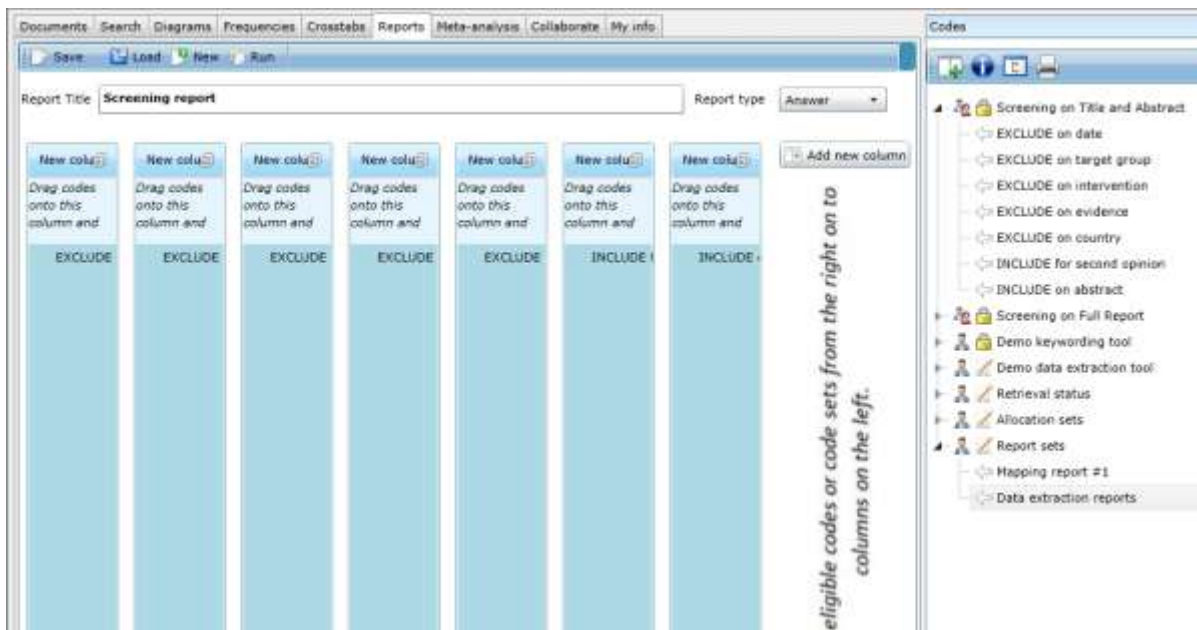 Documents Search Diagrams Frequencies Crosstabs Reports Meta-analysis Collaborate My info
Save Load New Run
Report Title Screening report Report type Answer
New colu New colu New colu New colu New colu New colu New colu Add new column
Drag codes Drag codes Drag codes Drag codes Drag codes Drag codes Drag codes
onto this onto this onto this onto this onto this onto this onto this
column and column and column and column and column and column and column and
EXCLUDE EXCLUDE EXCLUDE EXCLUDE EXCLUDE INCLUDE INCLUDE
eligible codes or code sets from the right on to
columns on the left.
Codes
Screening on Title and Abstract
EXCLUDE on date
EXCLUDE on target group
EXCLUDE on intervention
EXCLUDE on evidence
EXCLUDE on country
INCLUDE for second opinion
INCLUDE on abstract
Screening on Full Report
Demo keywording tool
Demo data extraction tool
Retrieval status
Allocation sets
Report sets
Mapping report #1
Data extraction reports